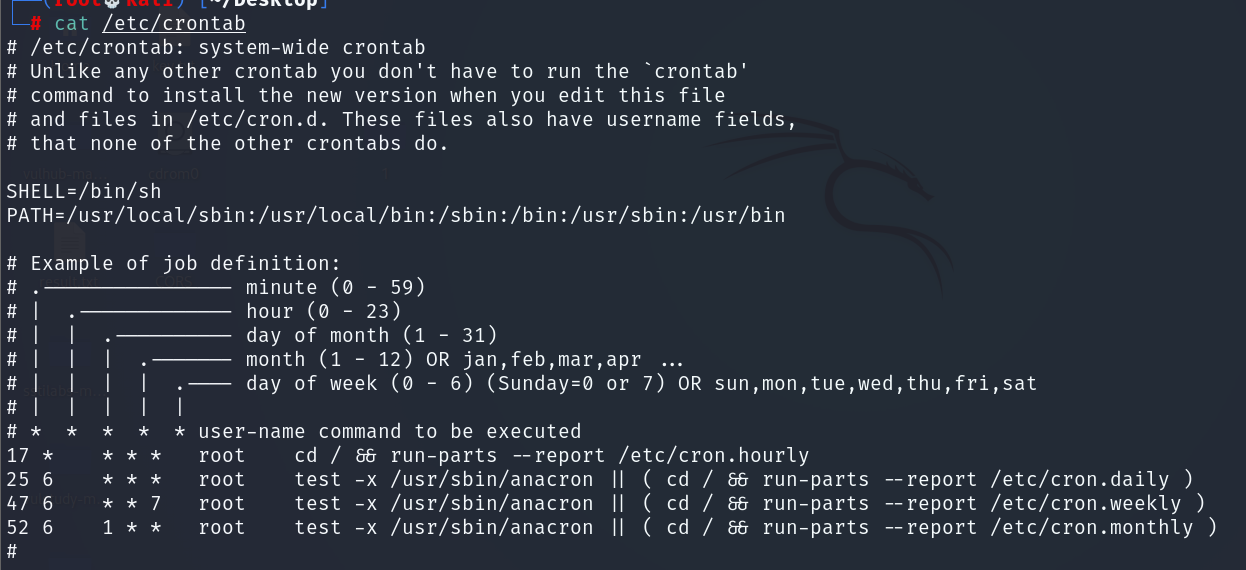 (root💀kali) [~/Desktop]
# cat /etc/crontab
# /etc/crontab: system-wide crontab
# Unlike any other crontab you don't have to run the `crontab'
# command to install the new version when you edit this file
# and files in /etc/cron.d. These files also have username fields,
# that none of the other crontabs do.

SHELL=/bin/sh
PATH=/usr/local/sbin:/usr/local/bin:/sbin:/bin:/usr/sbin:/usr/bin

# Example of job definition:
# .---------------- minute (0 - 59)
# |  .------------- hour (0 - 23)
# |  |  .---------- day of month (1 - 31)
# |  |  |  .------- month (1 - 12) OR jan,feb,mar,apr ...
# |  |  |  |  .---- day of week (0 - 6) (Sunday=0 or 7) OR sun,mon,tue,wed,thu,fri,sat
# |  |  |  |  |
# *  *  *  *  * user-name command to be executed
17 *    * * *   root    cd / && run-parts --report /etc/cron.hourly
25 6    * * *   root    test -x /usr/sbin/anacron || ( cd / && run-parts --report /etc/cron.daily )
47 6    * * 7   root    test -x /usr/sbin/anacron || ( cd / && run-parts --report /etc/cron.weekly )
52 6    1 * *   root    test -x /usr/sbin/anacron || ( cd / && run-parts --report /etc/cron.monthly )
#